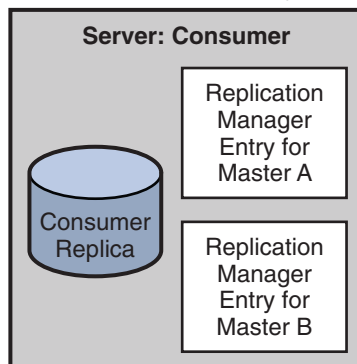 Server: Consumer
Replication
Manager
Entry for
Master A
Consumer
Replica
Replication
Manager
Entry for
Master B